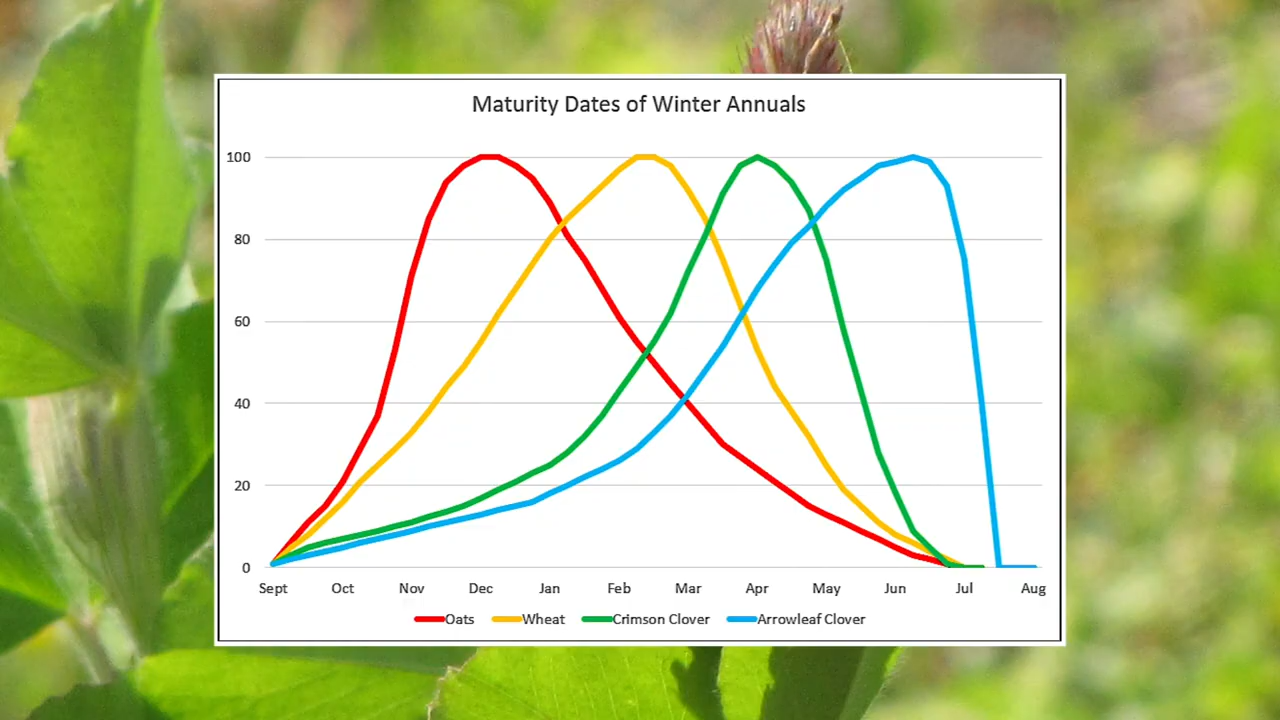 Maturity Dates of Winter Annuals
100
80
60
40
20
0
Sept Oct Nov Dec Jan Feb Mar Apr May Jun Jul Aug
Oats Wheat Crimson Clover Arrowleaf Clover